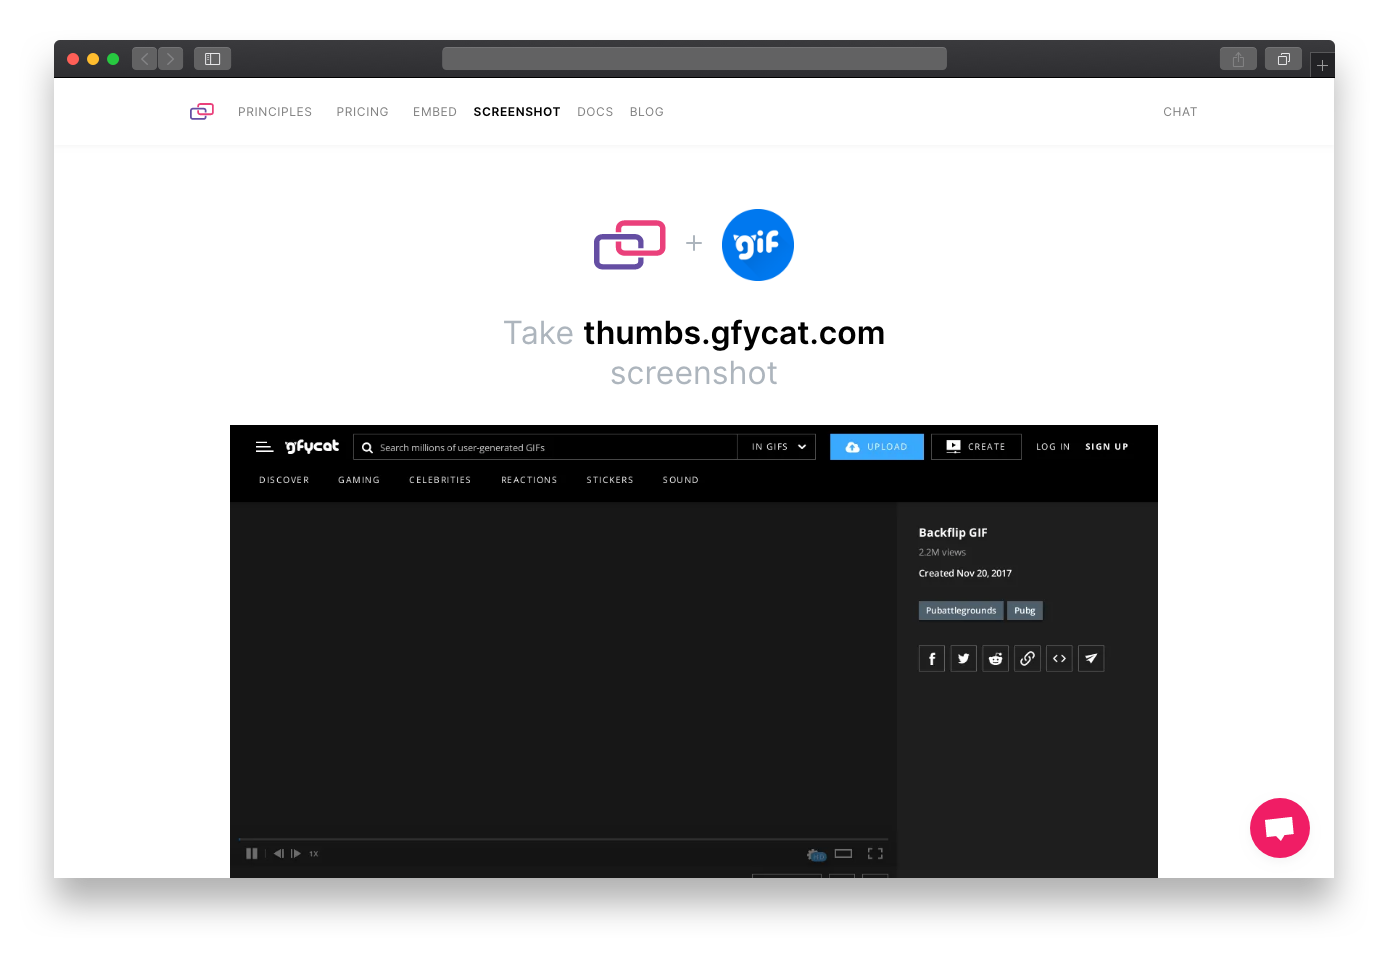 PRINCIPLES PRICING EMBED SCREENSHOT DOCS BLOG CHAT
+ gif
Take thumbs.gfycat.com
screenshot
gfycat Search millions of user-generated GIFs IN GIFS UPLOAD CREATE LOG IN SIGN UP
DISCOVER GAMING CELEBRITIES REACTIONS STICKERS SOUND
Backflip GIF
2.2M views
Created Nov 20, 2017
Pubattlegrounds Pubg
1X HD